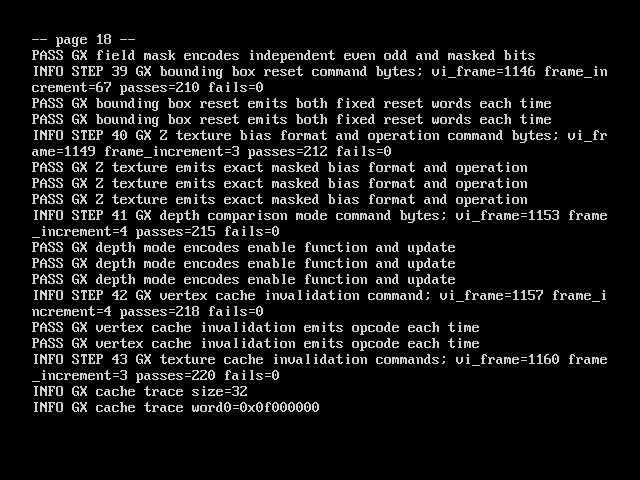 -- page 18 --
PASS GX field mask encodes independent even odd and masked bits
INFO STEP 39 GX bounding box reset command bytes; vi_frame=1146 frame_in
crement=67 passes=210 fails=0
PASS GX bounding box reset emits both fixed reset words each time
PASS GX bounding box reset emits both fixed reset words each time
INFO STEP 40 GX Z texture bias format and operation command bytes; vi_fr
ame=1149 frame_increment=3 passes=212 fails=0
PASS GX Z texture emits exact masked bias format and operation
PASS GX Z texture emits exact masked bias format and operation
PASS GX Z texture emits exact masked bias format and operation
INFO STEP 41 GX depth comparison mode command bytes; vi_frame=1153 frame
_increment=4 passes=215 fails=0
PASS GX depth mode encodes enable function and update
PASS GX depth mode encodes enable function and update
PASS GX depth mode encodes enable function and update
INFO STEP 42 GX vertex cache invalidation command; vi_frame=1157 frame_i
ncrement=4 passes=218 fails=0
PASS GX vertex cache invalidation emits opcode each time
PASS GX vertex cache invalidation emits opcode each time
INFO STEP 43 GX texture cache invalidation commands; vi_frame=1160 frame
_increment=3 passes=220 fails=0
INFO GX cache trace size=32
INFO GX cache trace word0=0x0f000000